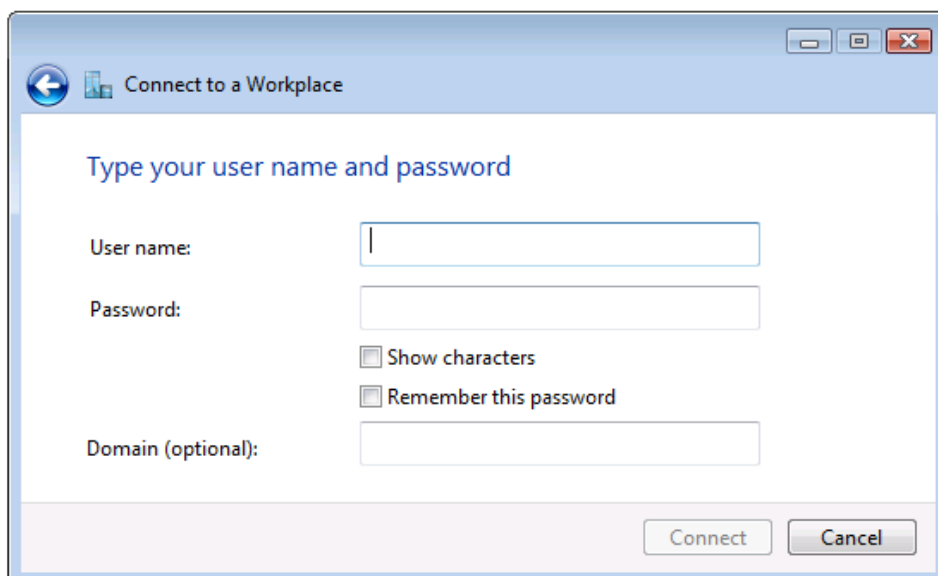 Connect to a Workplace
Type your user name and password
User name:
Password:
Show characters
Remember this password
Domain (optional):
Connect Cancel